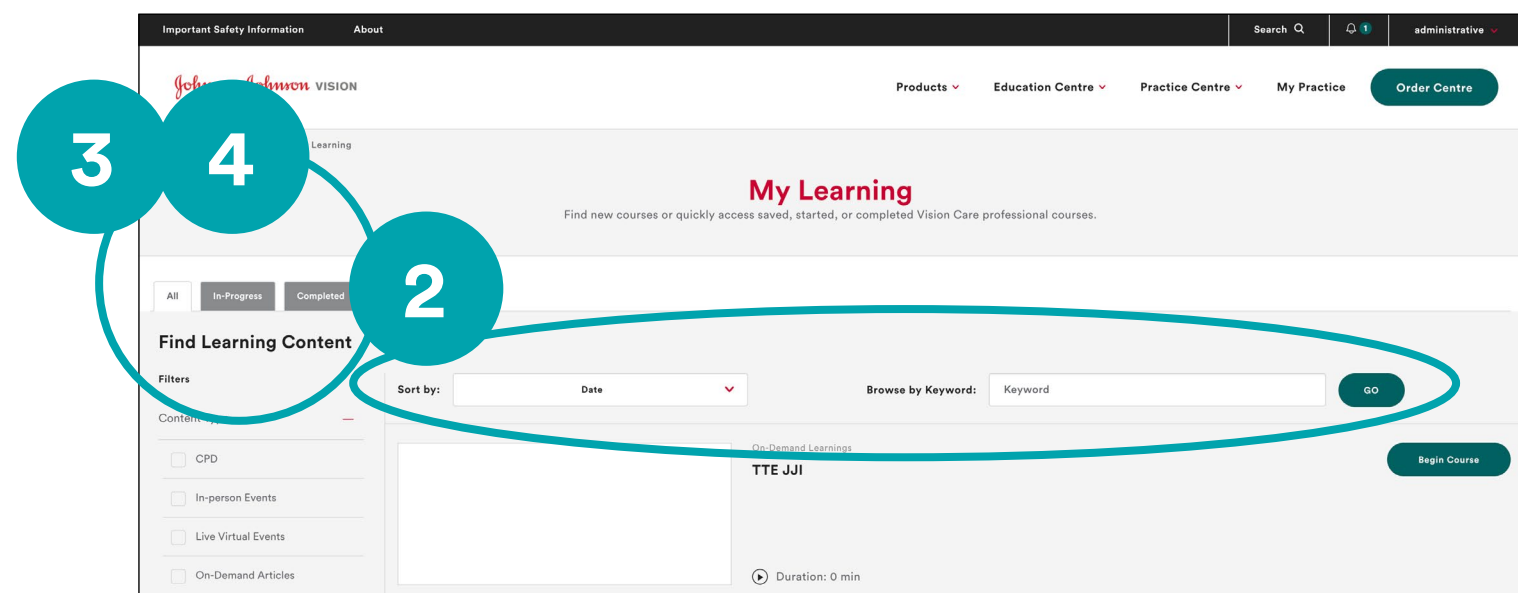 Important Safety Information About Search 1 administrative
VISION Products Education Centre Practice Centre My Practice Order Centre
3 4
Learning
My Learning
Find new courses or quickly access saved, started, or completed Vision Care professional courses.
2
All In-Progress Completed
Find Learning Content
Filters
Sort by: Date Browse by Keyword: Keyword GO
On-Demand Learnings
TTE JJI
Begin Course
CPD
In-person Events
Live Virtual Events
On-Demand Articles
Duration: 0 min